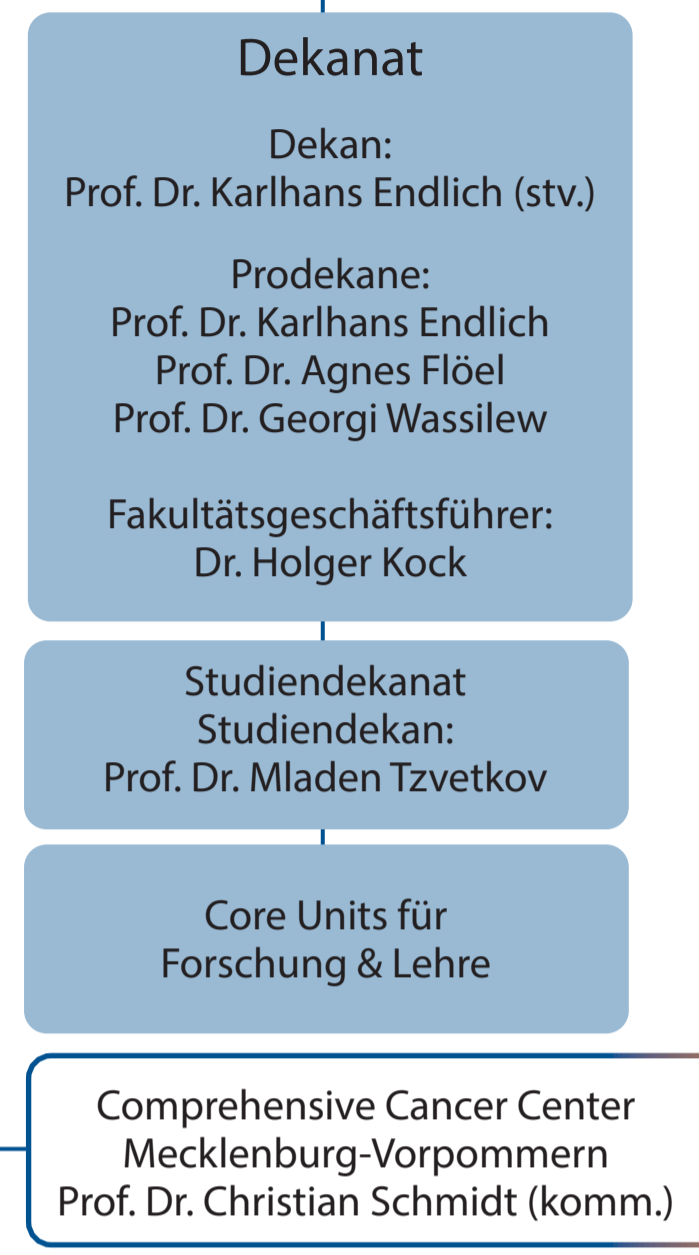 Dekanat
Dekan:
Prof. Dr. Karlhans Endlich (stv.)
Prodekane:
Prof. Dr. Karlhans Endlich
Prof. Dr. Agnes Flöel
Prof. Dr. Georgi Wassilew
Fakultätsgeschäftsführer:
Dr. Holger Kock
Studiendekanat
Studiendekan:
Prof. Dr. Mladen Tzvetkov
Core Units für
Forschung & Lehre
Comprehensive Cancer Center
Mecklenburg-Vorpommern
Prof. Dr. Christian Schmidt (komm.)